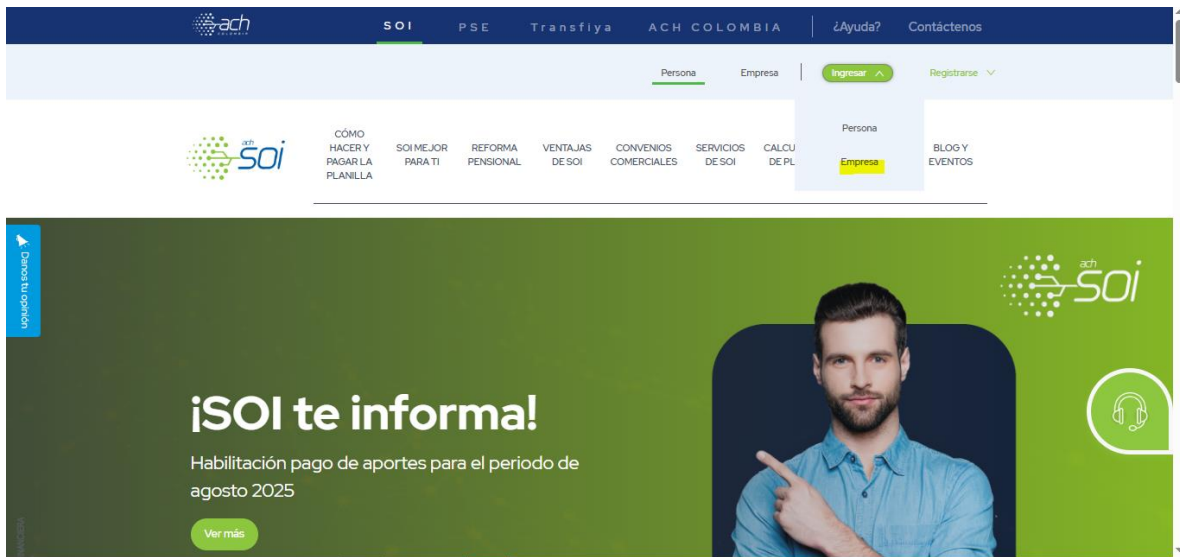 ach
COLOMBIA
SOI
PSE
Transfiya
ACH COLOMBIA
¿Ayuda?
Contáctenos
Persona
Empresa
Ingresar
Registrarse
ach
soi
CÓMO
HACER Y
PAGAR LA
PLANILLA
SOI MEJOR
PARA TI
REFORMA
PENSIONAL
VENTAJAS
DE SOI
CONVENIOS
COMERCIALES
SERVICIOS
DE SOI
CALCU
DE PL
Persona
Empresa
BLOG Y
EVENTOS
Danos tu opinión
ach
soi
¡SOI te informa!
Habilitación pago de aportes para el periodo de
agosto 2025
Ver más